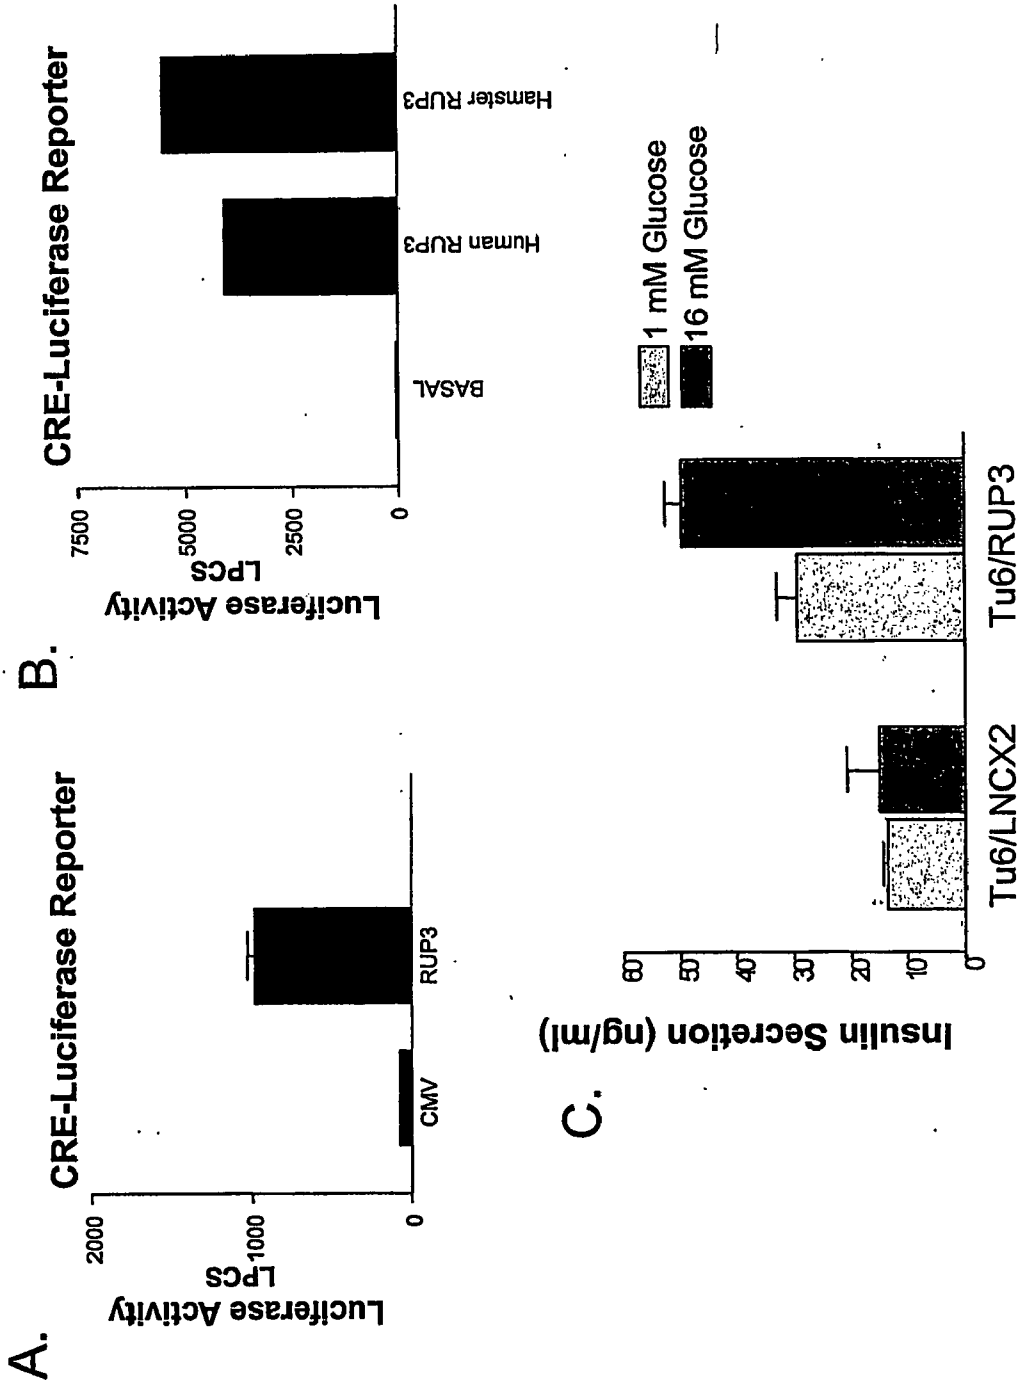 A.
CRE-Luciferase Reporter
Luciferase Activity
LPCS
2000
1000
0
CMV
RUP3
B.
CRE-Luciferase Reporter
Luciferase Activity
LPCS
7500
5000
2500
0
BASAL
Human RUP3
Hamster RUP3
C.
Insulin Secretion (ng/ml)
60
50
40
30
20
10
0
Tu6/LNCX2
Tu6/RUP3
1 mM Glucose
16 mM Glucose